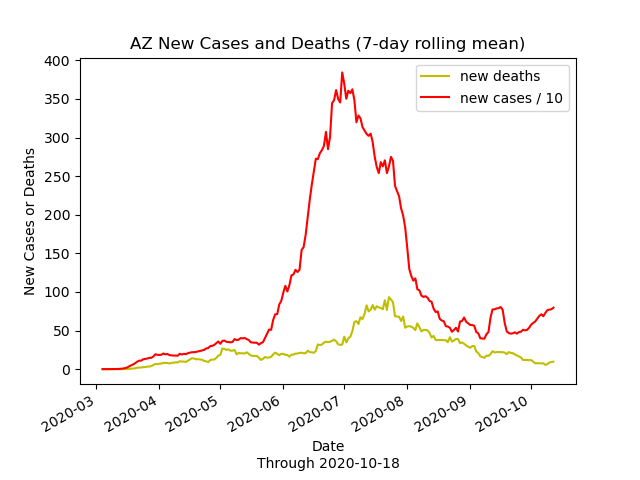 AZ New Cases and Deaths (7-day rolling mean)
new deaths
new cases / 10
New Cases or Deaths
400
350
300
250
200
150
100
50
0
2020-03
2020-04
2020-05
2020-06
2020-07
2020-08
2020-09
2020-10
Date
Through 2020-10-18